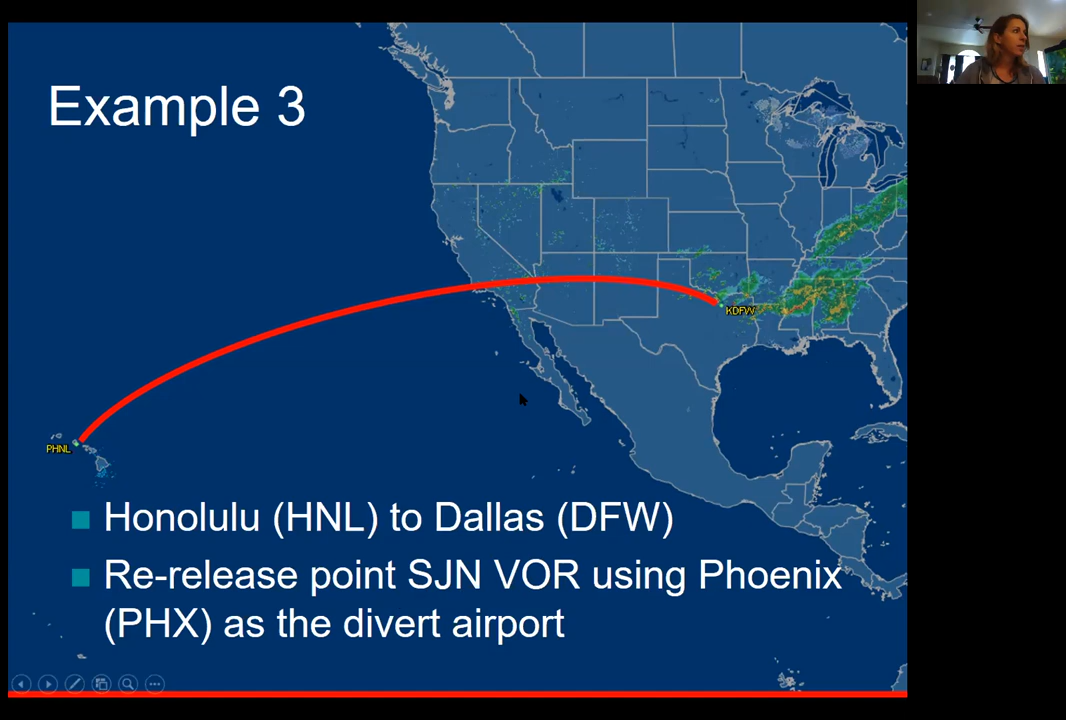 Example 3
KDFW
PHNL
Honolulu (HNL) to Dallas (DFW)
Re-release point SJN VOR using Phoenix
(PHX) as the divert airport